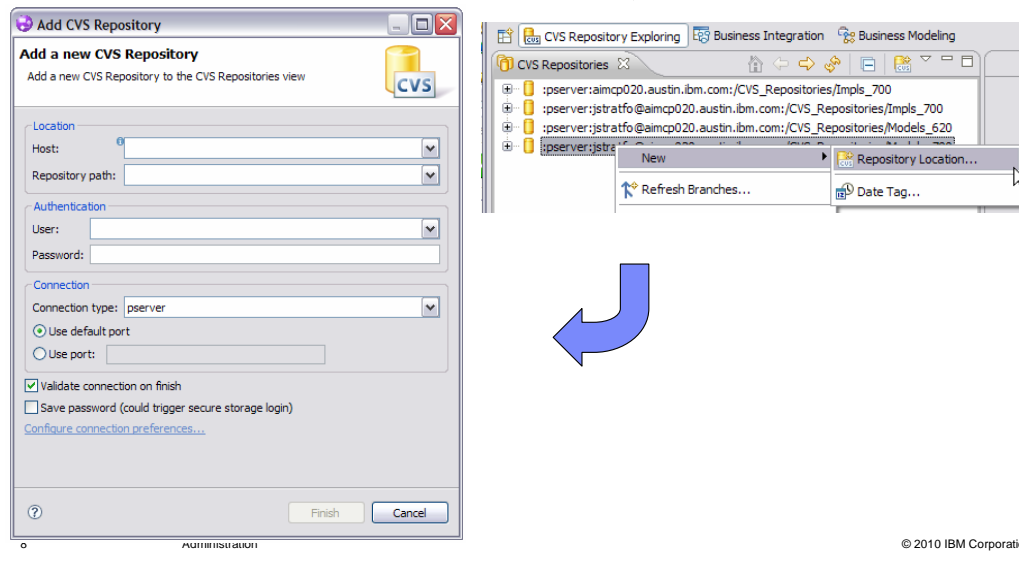 Add CVS Repository
Add a new CVS Repository
Add a new CVS Repository to the CVS Repositories view
CVS
Location
Host:
Repository path:
Authentication
User:
Password:
Connection
Connection type: pserver
Use default port
Use port:
Validate connection on finish
Save password (could trigger secure storage login)
Configure connection preferences...
Finish
Cancel
CVS Repository Exploring
Business Integration
Business Modeling
CVS Repositories
:pserver:aimcp020.austin.ibm.com:/CVS_Repositories/Impls_700
:pserver:jstratfo@aimcp020.austin.ibm.com:/CVS_Repositories/Impls_700
:pserver:jstratfo@aimcp020.austin.ibm.com:/CVS_Repositories/Models_620
:pserver:jstra
New
Repository Location...
Refresh Branches...
Date Tag...
8
Administration
© 2010 IBM Corporati